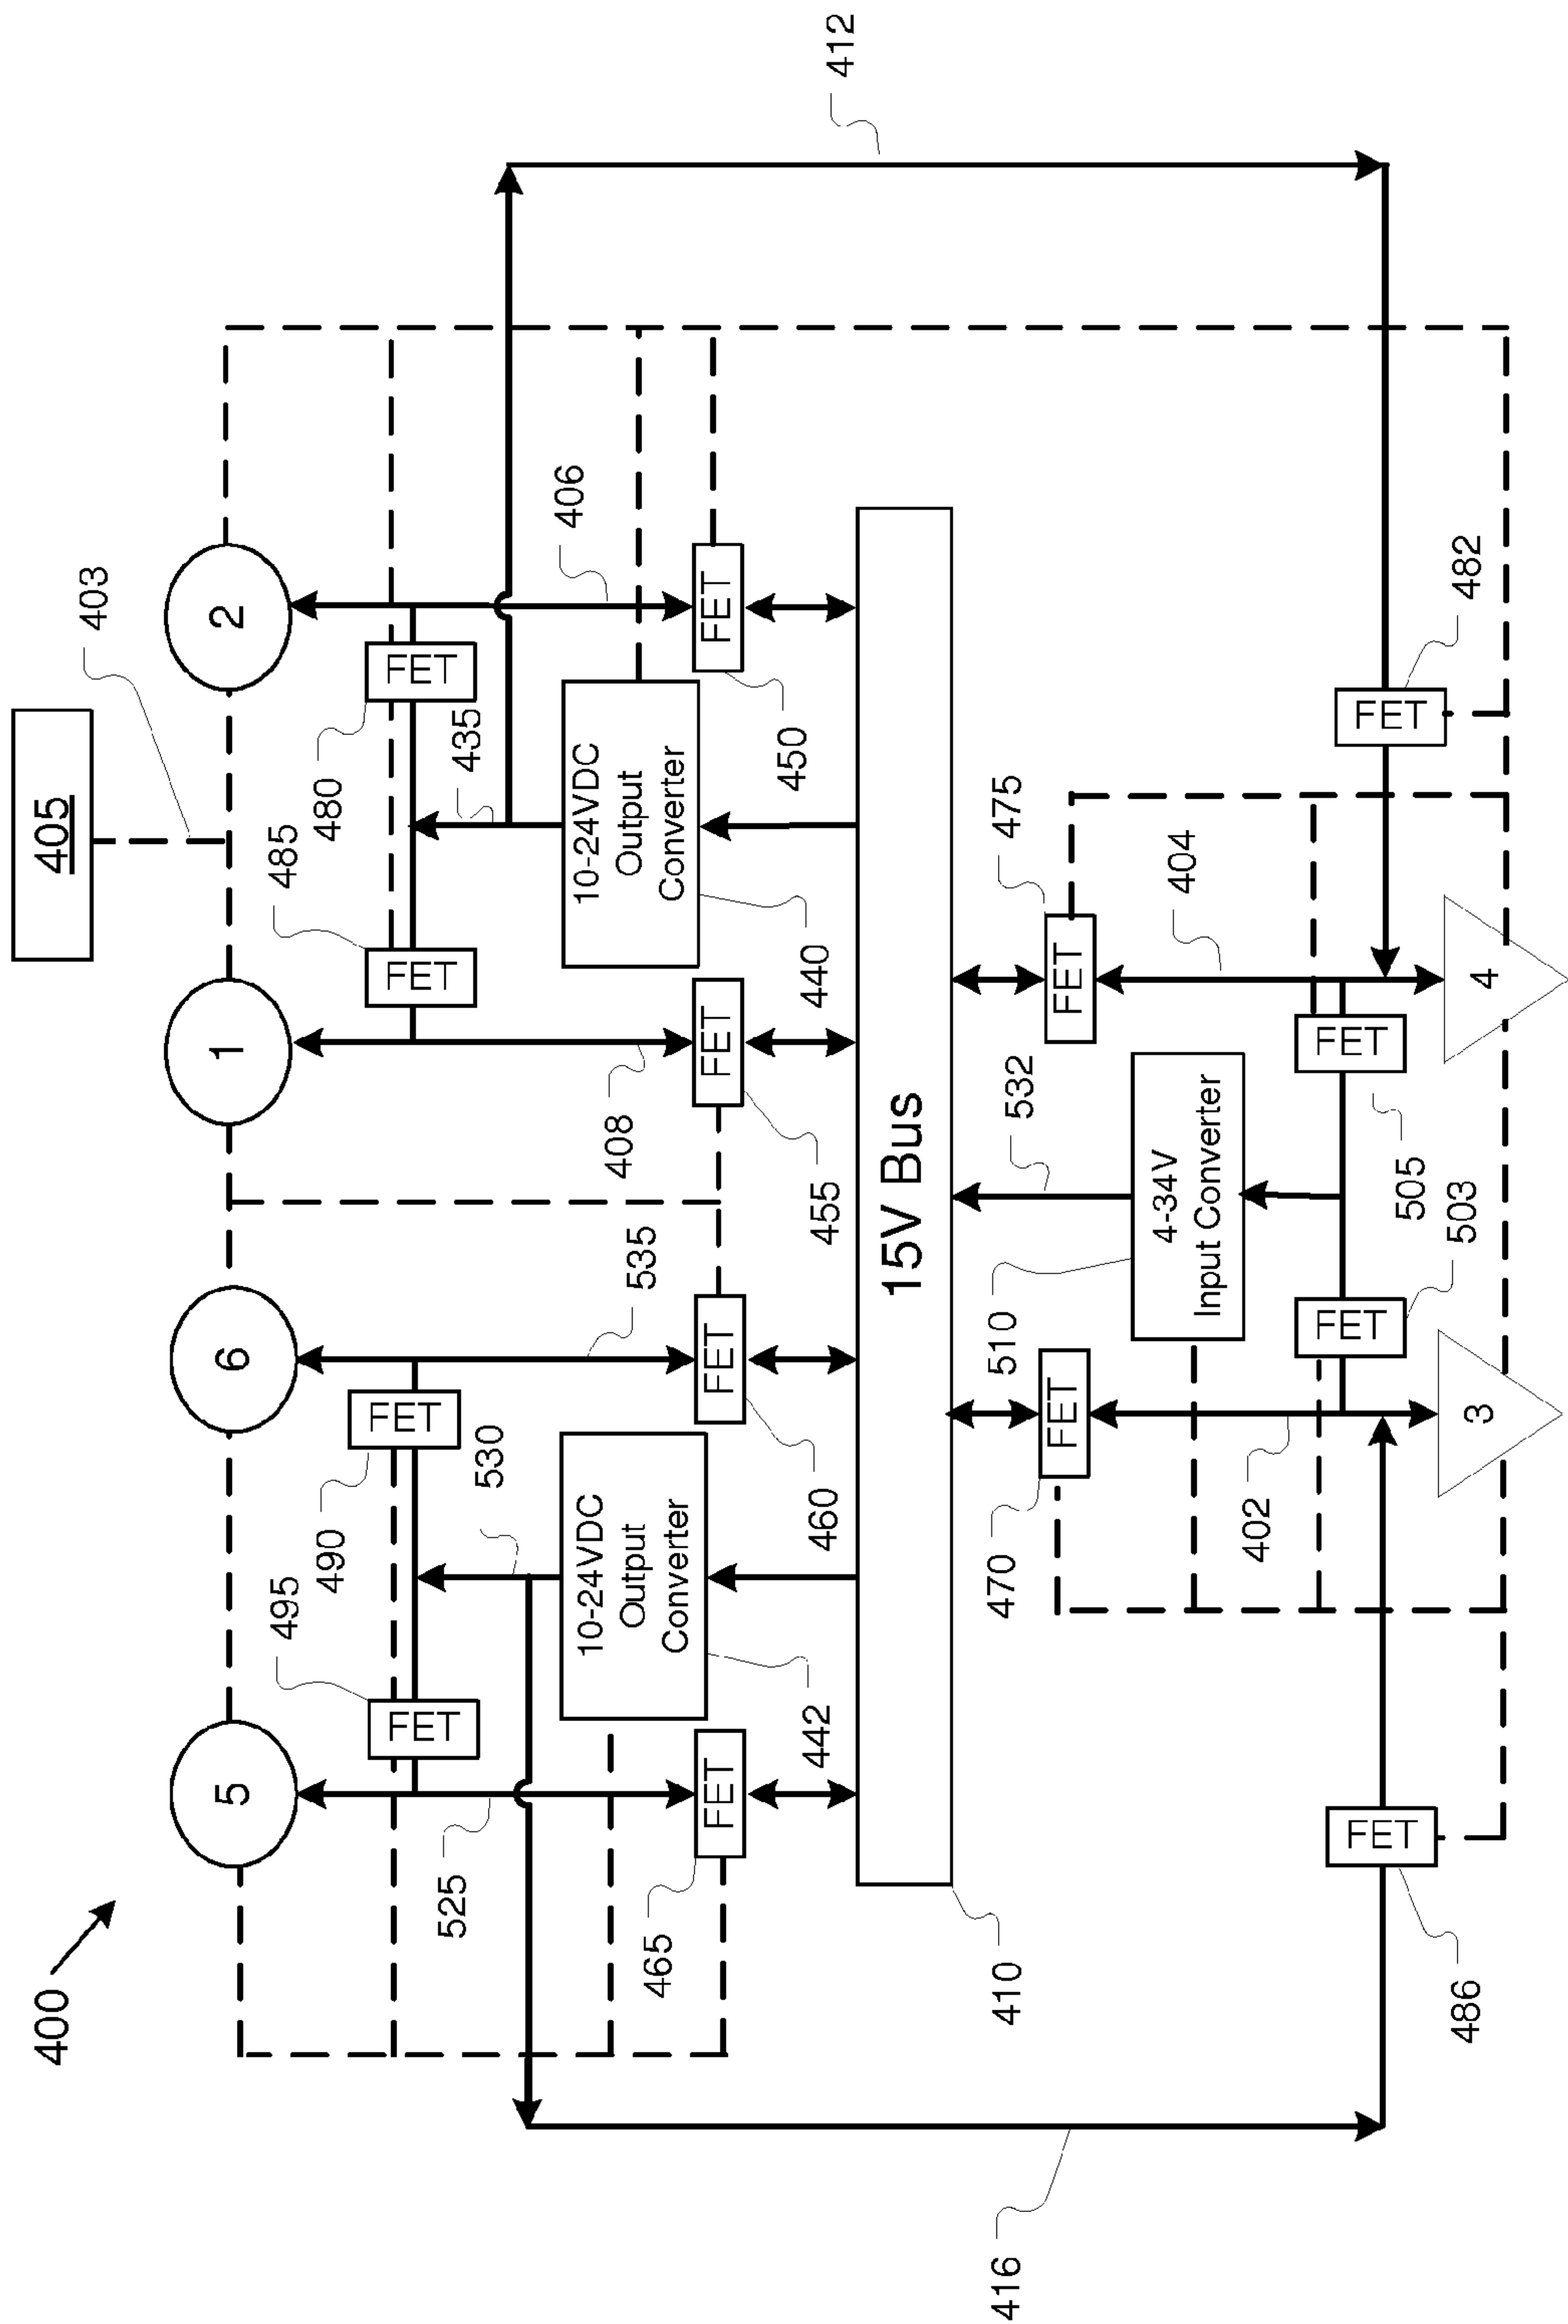 400
405
403
5
6
1
2
495
490
485
480
FET
FET
FET
FET
530
535
435
406
412
525
10-24VDC
Output
Converter
10-24VDC
Output
Converter
408
465
FET
FET
FET
FET
442
460
455
440
450
15V Bus
410
470
FET
510
532
FET
475
4-34V
Input Converter
402
404
416
486
FET
FET
503
505
FET
FET
482
3
4